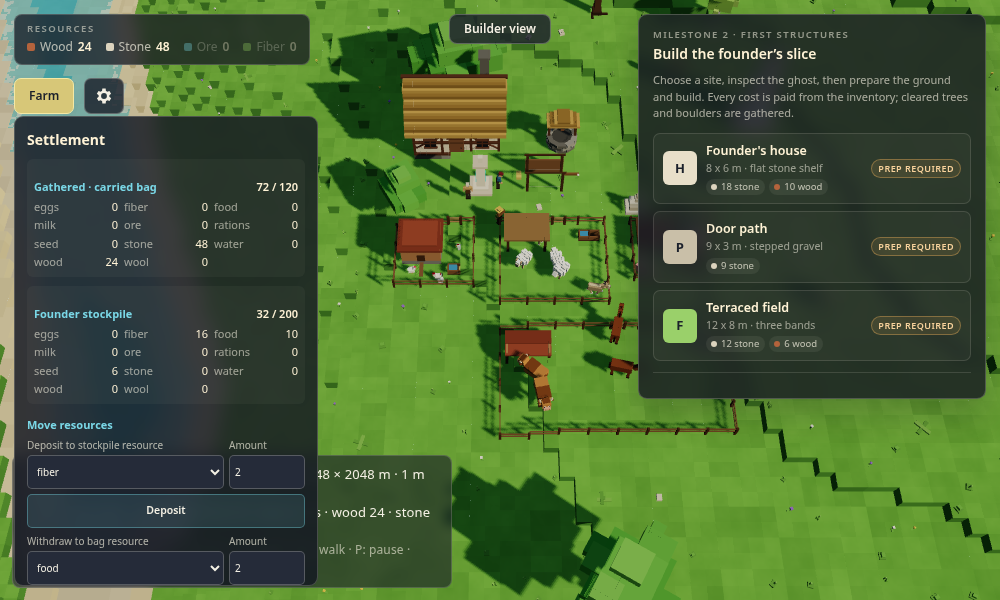 RESOURCES
Wood 24 Stone 48 Ore 0 Fiber 0
Farm
Settlement
Gathered · carried bag 72 / 120
eggs 0 fiber 0 food 0
milk 0 ore 0 rations 0
seed 0 stone 48 water 0
wood 24 wool 0
Founder stockpile 32 / 200
eggs 0 fiber 16 food 10
milk 0 ore 0 rations 0
seed 6 stone 0 water 0
wood 0 wool 0
Move resources
Deposit to stockpile resource Amount
fiber 2
Deposit
Withdraw to bag resource Amount
food 2
48 × 2048 m · 1 m
· wood 24 · stone
walk · P: pause ·
Builder view
MILESTONE 2 · FIRST STRUCTURES
Build the founder's slice
Choose a site, inspect the ghost, then prepare the ground
and build. Every cost is paid from the inventory; cleared trees
and boulders are gathered.
H
Founder's house
8 x 6 m · flat stone shelf
18 stone 10 wood
PREP REQUIRED
P
Door path
9 x 3 m · stepped gravel
9 stone
PREP REQUIRED
F
Terraced field
12 x 8 m · three bands
12 stone 6 wood
PREP REQUIRED